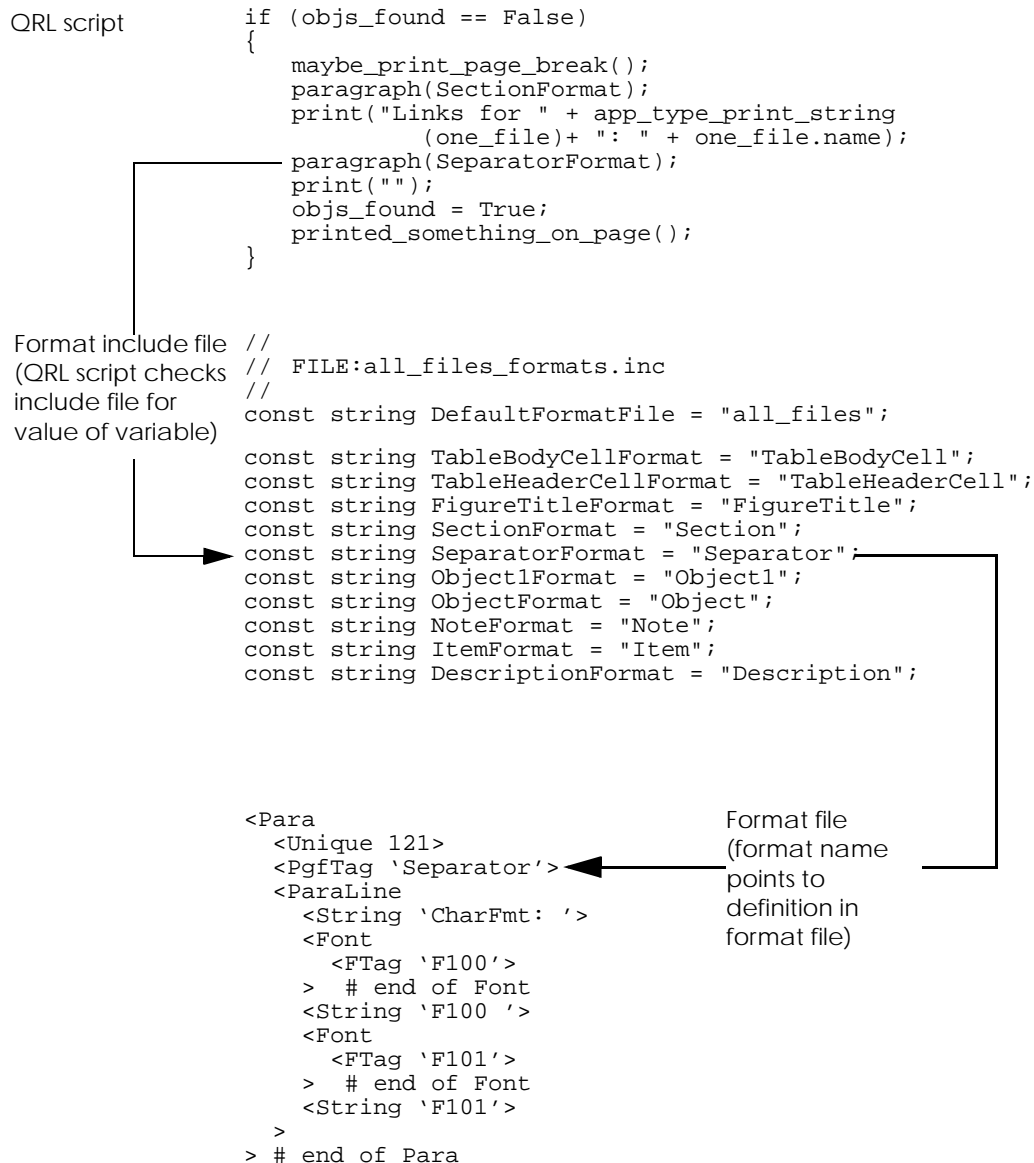 QRL script
if (objs_found == False)
{
maybe_print_page_break();
paragraph(SectionFormat);
print("Links for " + app_type_print_string
(one_file)+ ": " + one_file.name);
paragraph(SeparatorFormat);
print("");
objs_found = True;
printed_something_on_page();
}
Format include file
(QRL script checks
include file for
value of variable)
//
// FILE:all_files_formats.inc
//
const string DefaultFormatFile = "all_files";
const string TableBodyCellFormat = "TableBodyCell";
const string TableHeaderCellFormat = "TableHeaderCell";
const string FigureTitleFormat = "FigureTitle";
const string SectionFormat = "Section";
const string SeparatorFormat = "Separator";
const string Object1Format = "Object1";
const string ObjectFormat = "Object";
const string NoteFormat = "Note";
const string ItemFormat = "Item";
const string DescriptionFormat = "Description";
<Para
<Unique 121>
<PgfTag ‘Separator’>
<ParaLine
<String ‘CharFmt: ’>
<Font
<FTag ‘F100’>
> # end of Font
<String ‘F100 ’>
<Font
<FTag ‘F101’>
> # end of Font
<String ‘F101’>
>
> # end of Para
Format file
(format name
points to
definition in
format file)